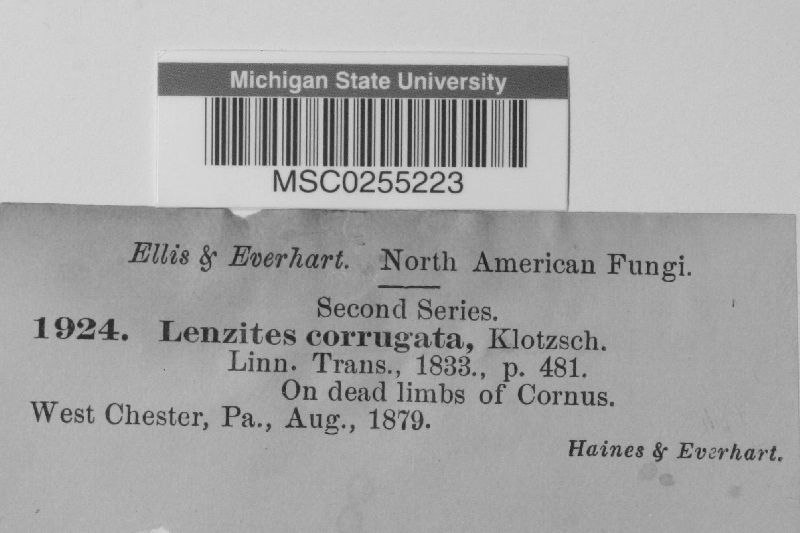 Michigan State University
MSC0255223
Ellis & Everhart. North American Fungi.
Second Series.
1924. Lenzites corrugata, Klotzsch.
Linn. Trans., 1833., p. 481.
On dead limbs of Cornus.
West Chester, Pa., Aug., 1879.
Haines & Everhart.